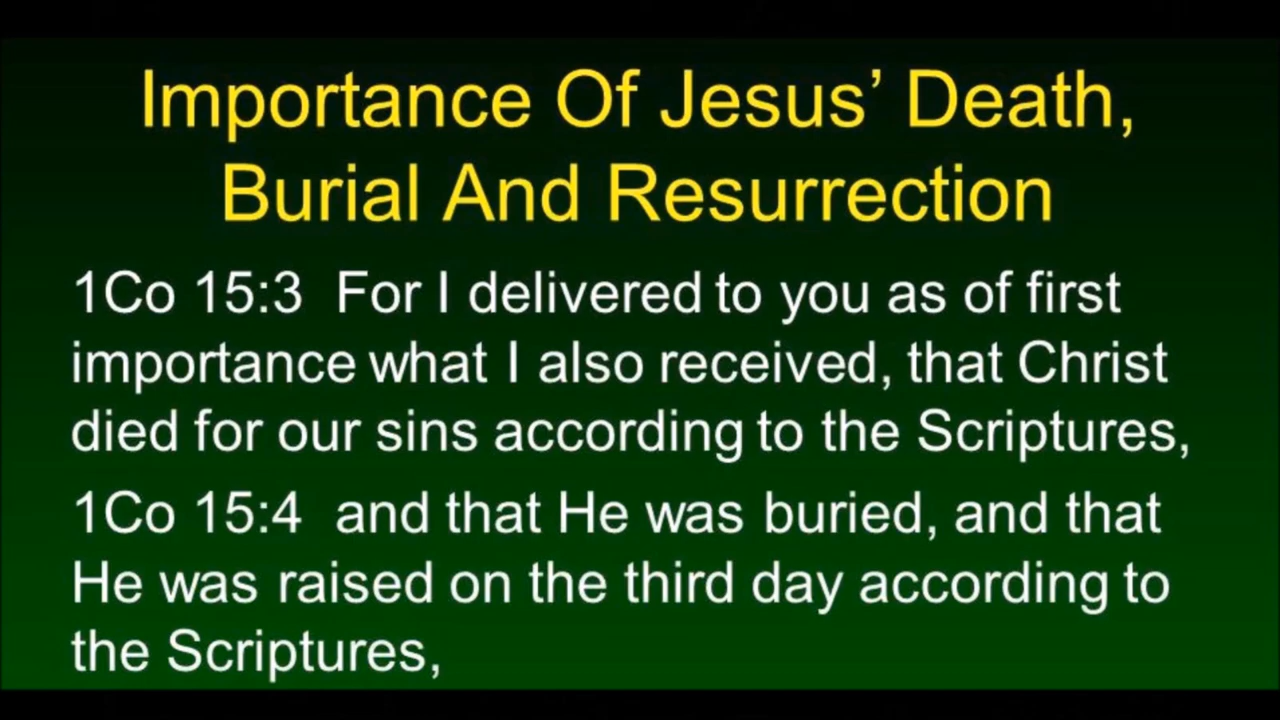 Importance Of Jesus’ Death,
Burial And Resurrection
1Co 15:3 For I delivered to you as of first
importance what I also received, that Christ
died for our sins according to the Scriptures,
1Co 15:4 and that He was buried, and that
He was raised on the third day according to
the Scriptures,